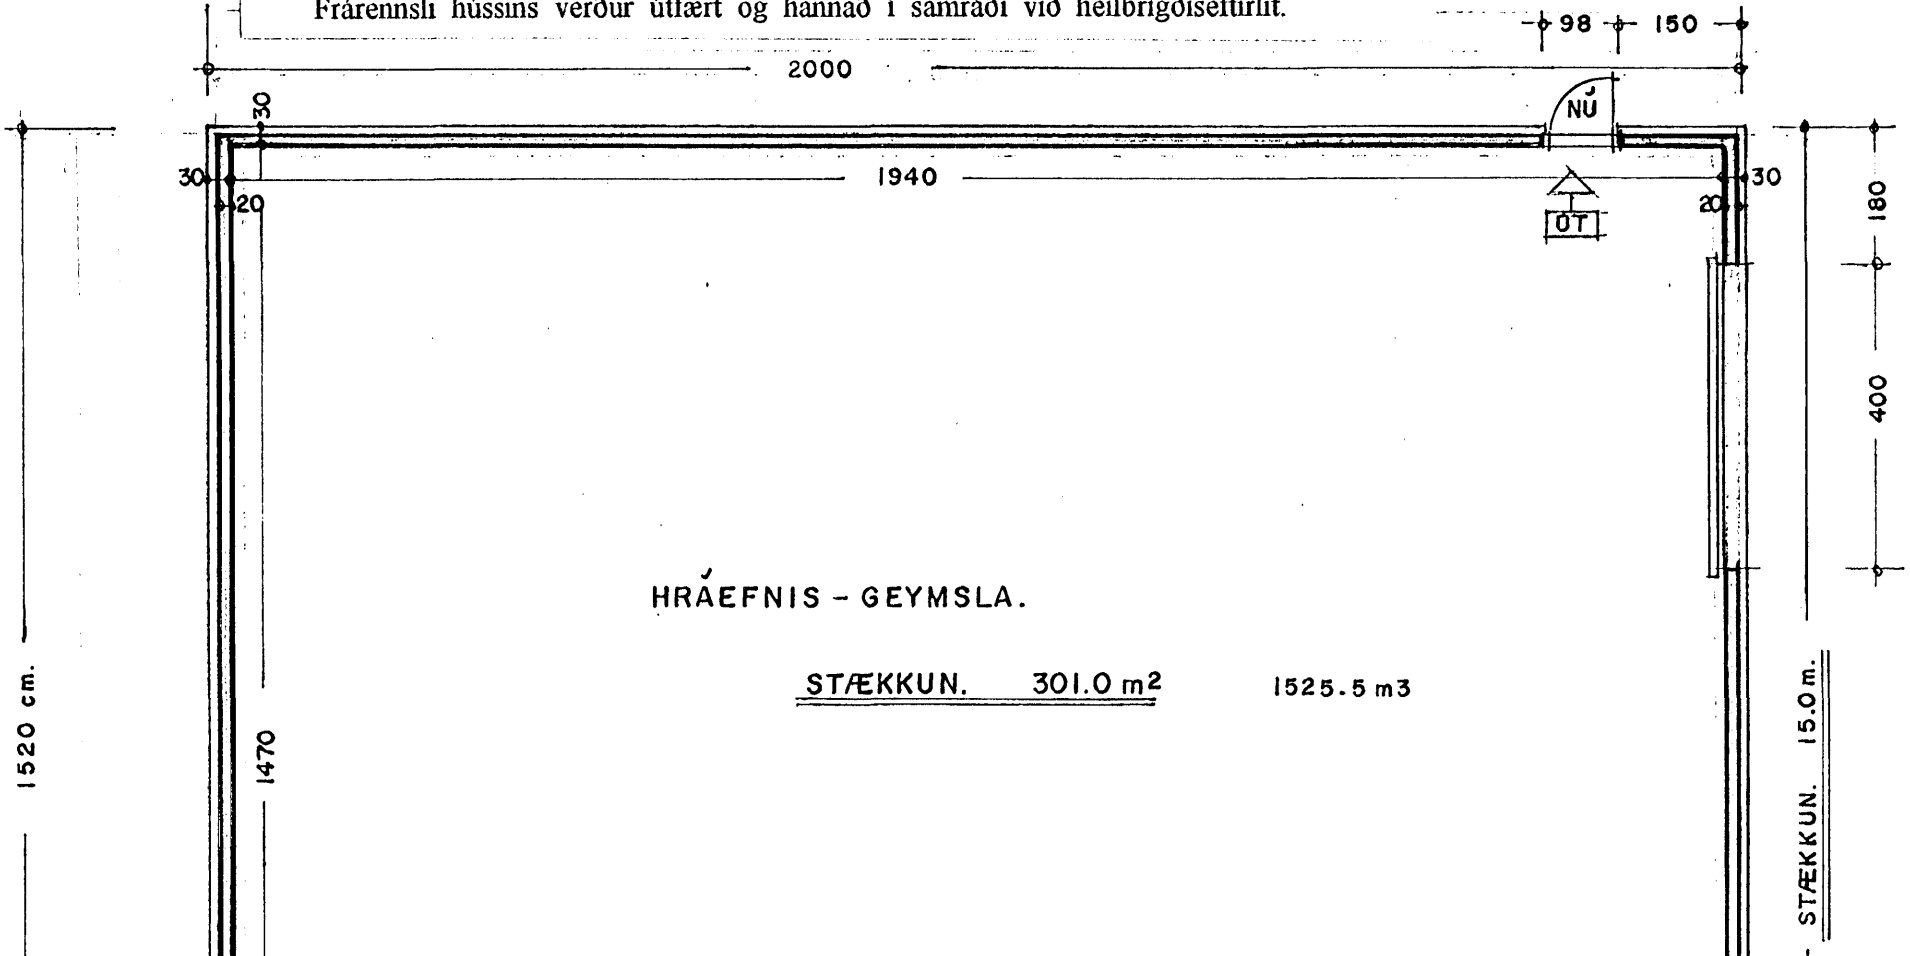 Frárennsli hússins verður útfært og hannað í samráði við heilbrigðiseftirlit.
98
150
2000
30
NÚ
30
1940
30
20
20
ÚT
180
400
HRÁEFNIS - GEYMSLA.
STÆKKUN. 301.0 m2 1525.5 m3
1520 cm.
1470
STÆKKUN. 15.0 m.